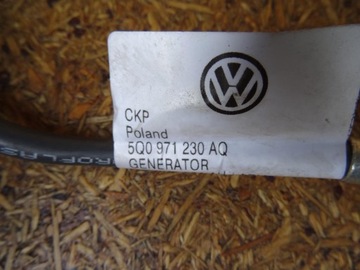 CKP
Poland
5Q0 971 230 AQ
GENERATOR